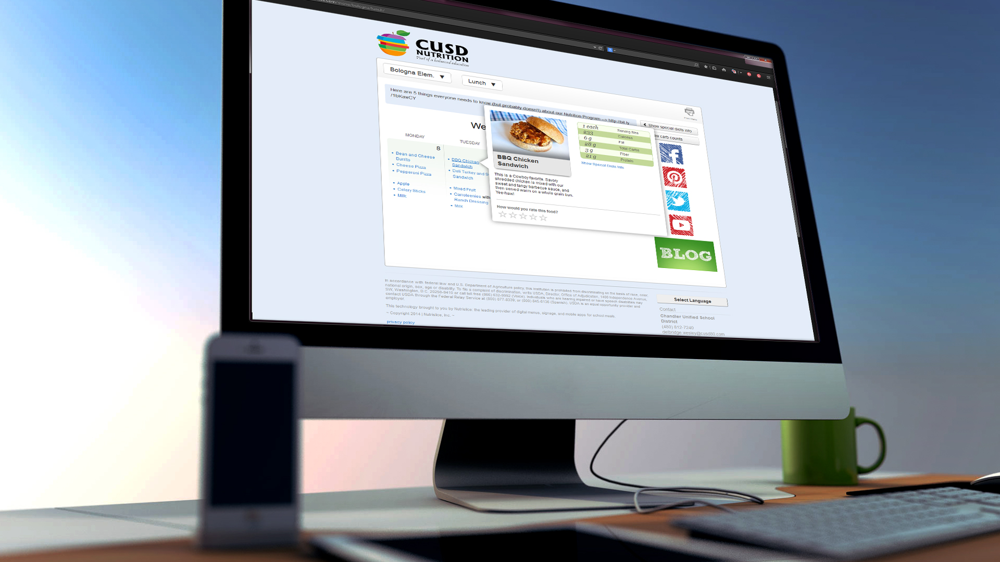 CUSD
NUTRITION
Part of a balanced education
Bologna Elem. ▼
Lunch ▼
Print Menu
Here are 5 things everyone needs to know (but probably doesn't) about our Nutrition Program --> http://bit.ly
/1bKawCY
Show special diets info
carb counts
We
MONDAY
8
• Bean and Cheese
Burrito
• Cheese Pizza
• Pepperoni Pizza
• Apple
• Celery Sticks
• Milk
TUESDAY
• BBQ Chicken
Sandwich
• Deli Turkey and
Sandwich
• Mixed Fruit
• Carroteenies with
Ranch Dressing
• Milk
BBQ Chicken
Sandwich
This is a Cowboy favorite. Savory
shredded chicken is mixed with our
sweet and tangy barbecue sauce, and
then served warm on a whole grain bun.
Yee-haw!
How would you rate this food?
1 each Serving Size
233 Calories
6 g Fat
28 g Total Carbs
3 g Fiber
21 g Protein
Show Special Diets Info
BLOG
In accordance with federal law and U.S. Department of Agriculture policy, this institution is prohibited from discriminating on the basis of race, color,
national origin, sex, age or disability. To file a complaint of discrimination, write USDA, Director, Office of Adjudication, 1400 Independence Avenue,
SW, Washington, D.C. 20250-9410 or call toll free (866) 632-9992 (Voice). Individuals who are hearing impaired or have speech disabilities may
contact USDA through the Federal Relay Service at (800) 877-8339; or (800) 845-6136 (Spanish). USDA is an equal opportunity provider and
employer.
This technology brought to you by Nutrislice, the leading provider of digital menus, signage, and mobile apps for school meals.
~ Copyright 2014 | Nutrislice, Inc. ~
privacy policy
Select Language
Contact
Chandler Unified School
District
(480) 812-7240
delbridge.wesley@cusd80.com